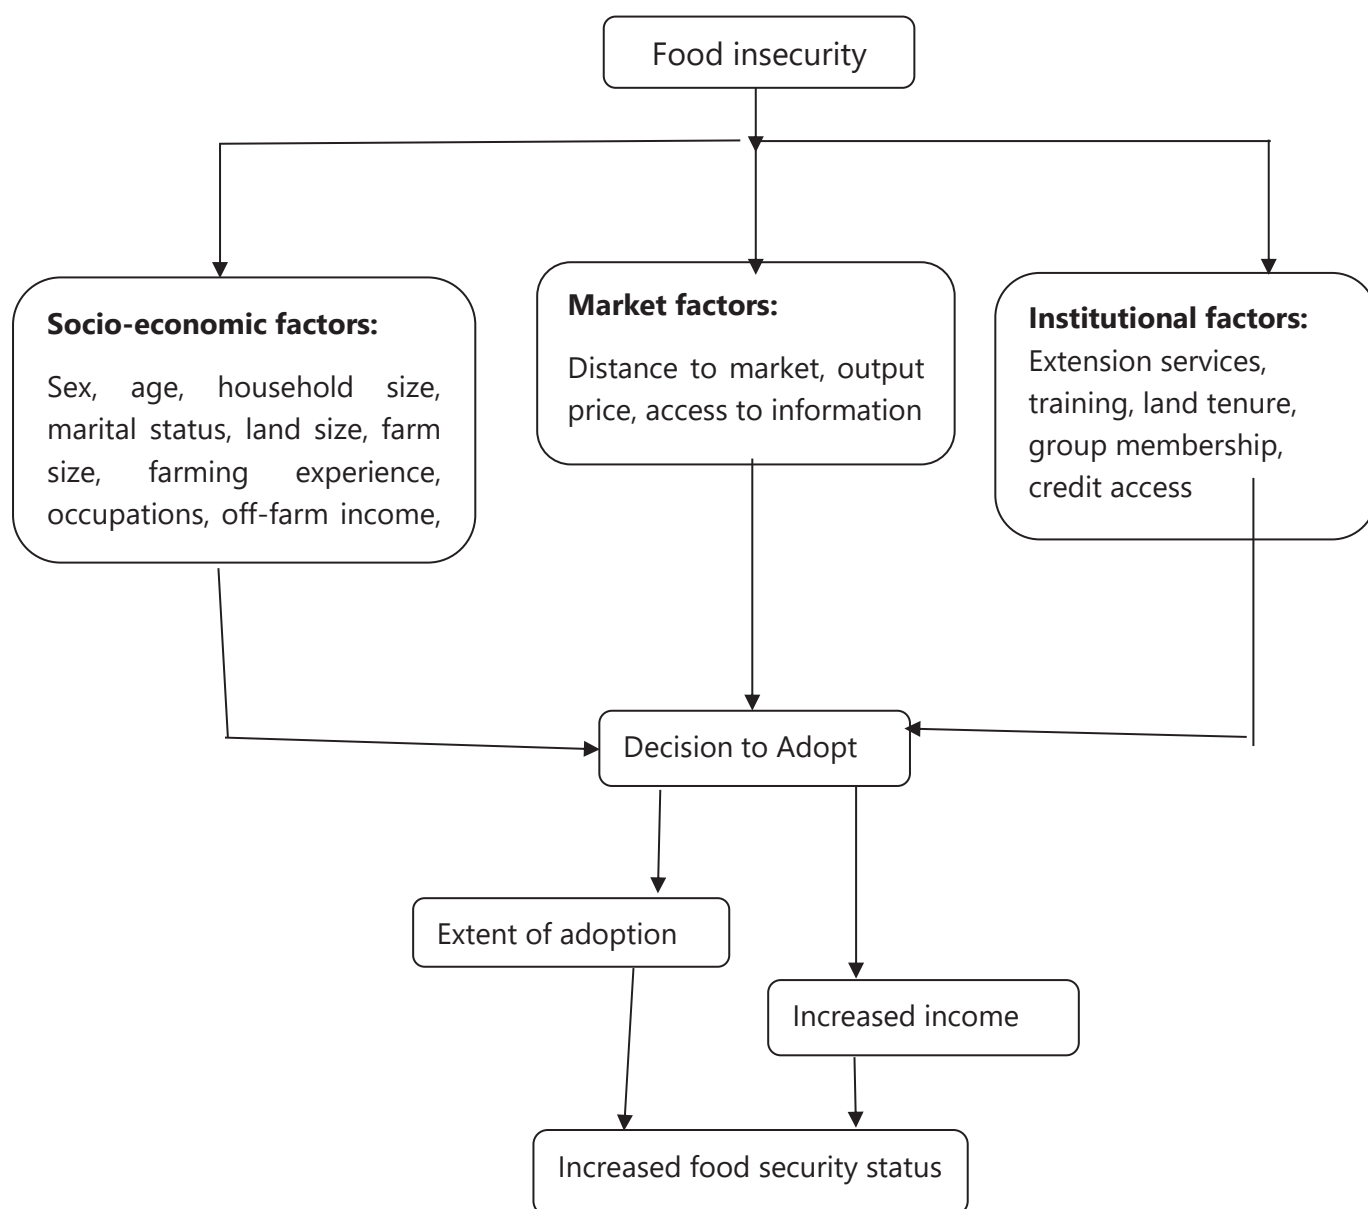 Food insecurity
Socio-economic factors:
Sex, age, household size,
marital status, land size, farm
size, farming experience,
occupations, off-farm income,
Market factors:
Distance to market, output
price, access to information
Institutional factors:
Extension services,
training, land tenure,
group membership,
credit access
Decision to Adopt
Extent of adoption
Increased income
Increased food security status